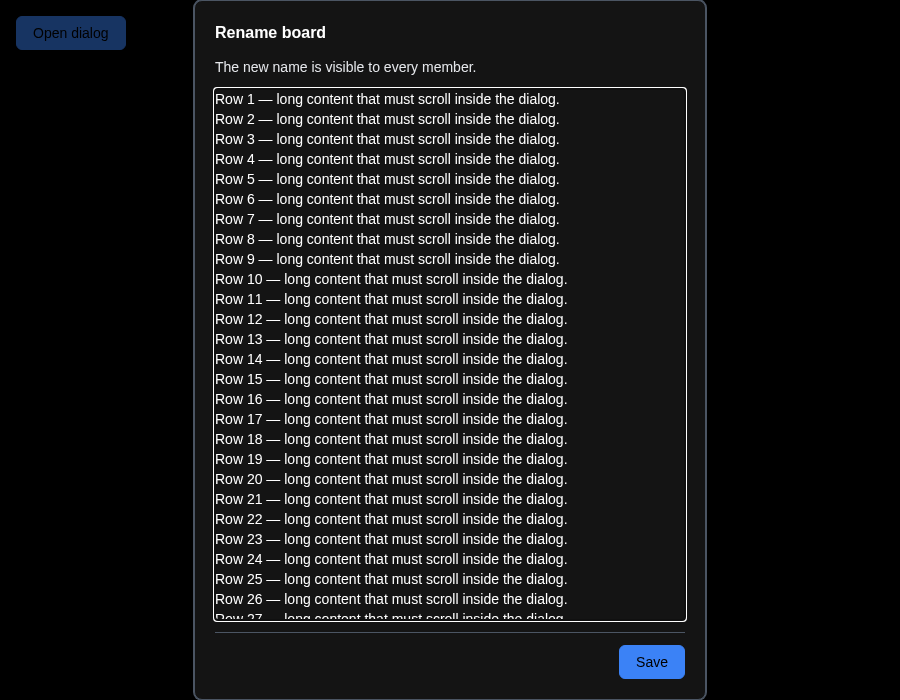 Open dialog
Rename board
The new name is visible to every member.
Row 1 — long content that must scroll inside the dialog.
Row 2 — long content that must scroll inside the dialog.
Row 3 — long content that must scroll inside the dialog.
Row 4 — long content that must scroll inside the dialog.
Row 5 — long content that must scroll inside the dialog.
Row 6 — long content that must scroll inside the dialog.
Row 7 — long content that must scroll inside the dialog.
Row 8 — long content that must scroll inside the dialog.
Row 9 — long content that must scroll inside the dialog.
Row 10 — long content that must scroll inside the dialog.
Row 11 — long content that must scroll inside the dialog.
Row 12 — long content that must scroll inside the dialog.
Row 13 — long content that must scroll inside the dialog.
Row 14 — long content that must scroll inside the dialog.
Row 15 — long content that must scroll inside the dialog.
Row 16 — long content that must scroll inside the dialog.
Row 17 — long content that must scroll inside the dialog.
Row 18 — long content that must scroll inside the dialog.
Row 19 — long content that must scroll inside the dialog.
Row 20 — long content that must scroll inside the dialog.
Row 21 — long content that must scroll inside the dialog.
Row 22 — long content that must scroll inside the dialog.
Row 23 — long content that must scroll inside the dialog.
Row 24 — long content that must scroll inside the dialog.
Row 25 — long content that must scroll inside the dialog.
Row 26 — long content that must scroll inside the dialog.
Row 27 — long content that must scroll inside the dialog.
Save